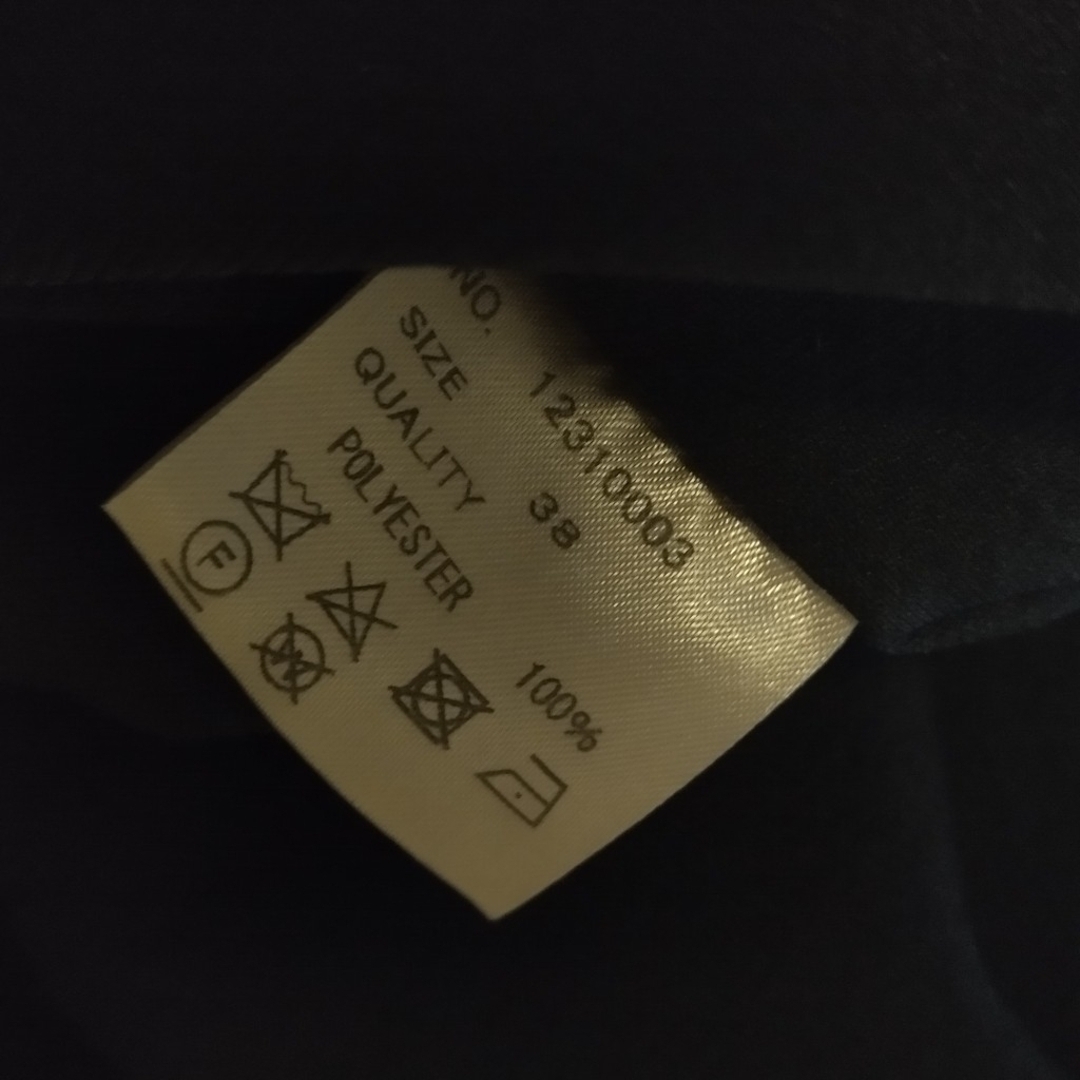 NO. 12310003
SIZE 38
QUALITY
POLYESTER 100%
F
W